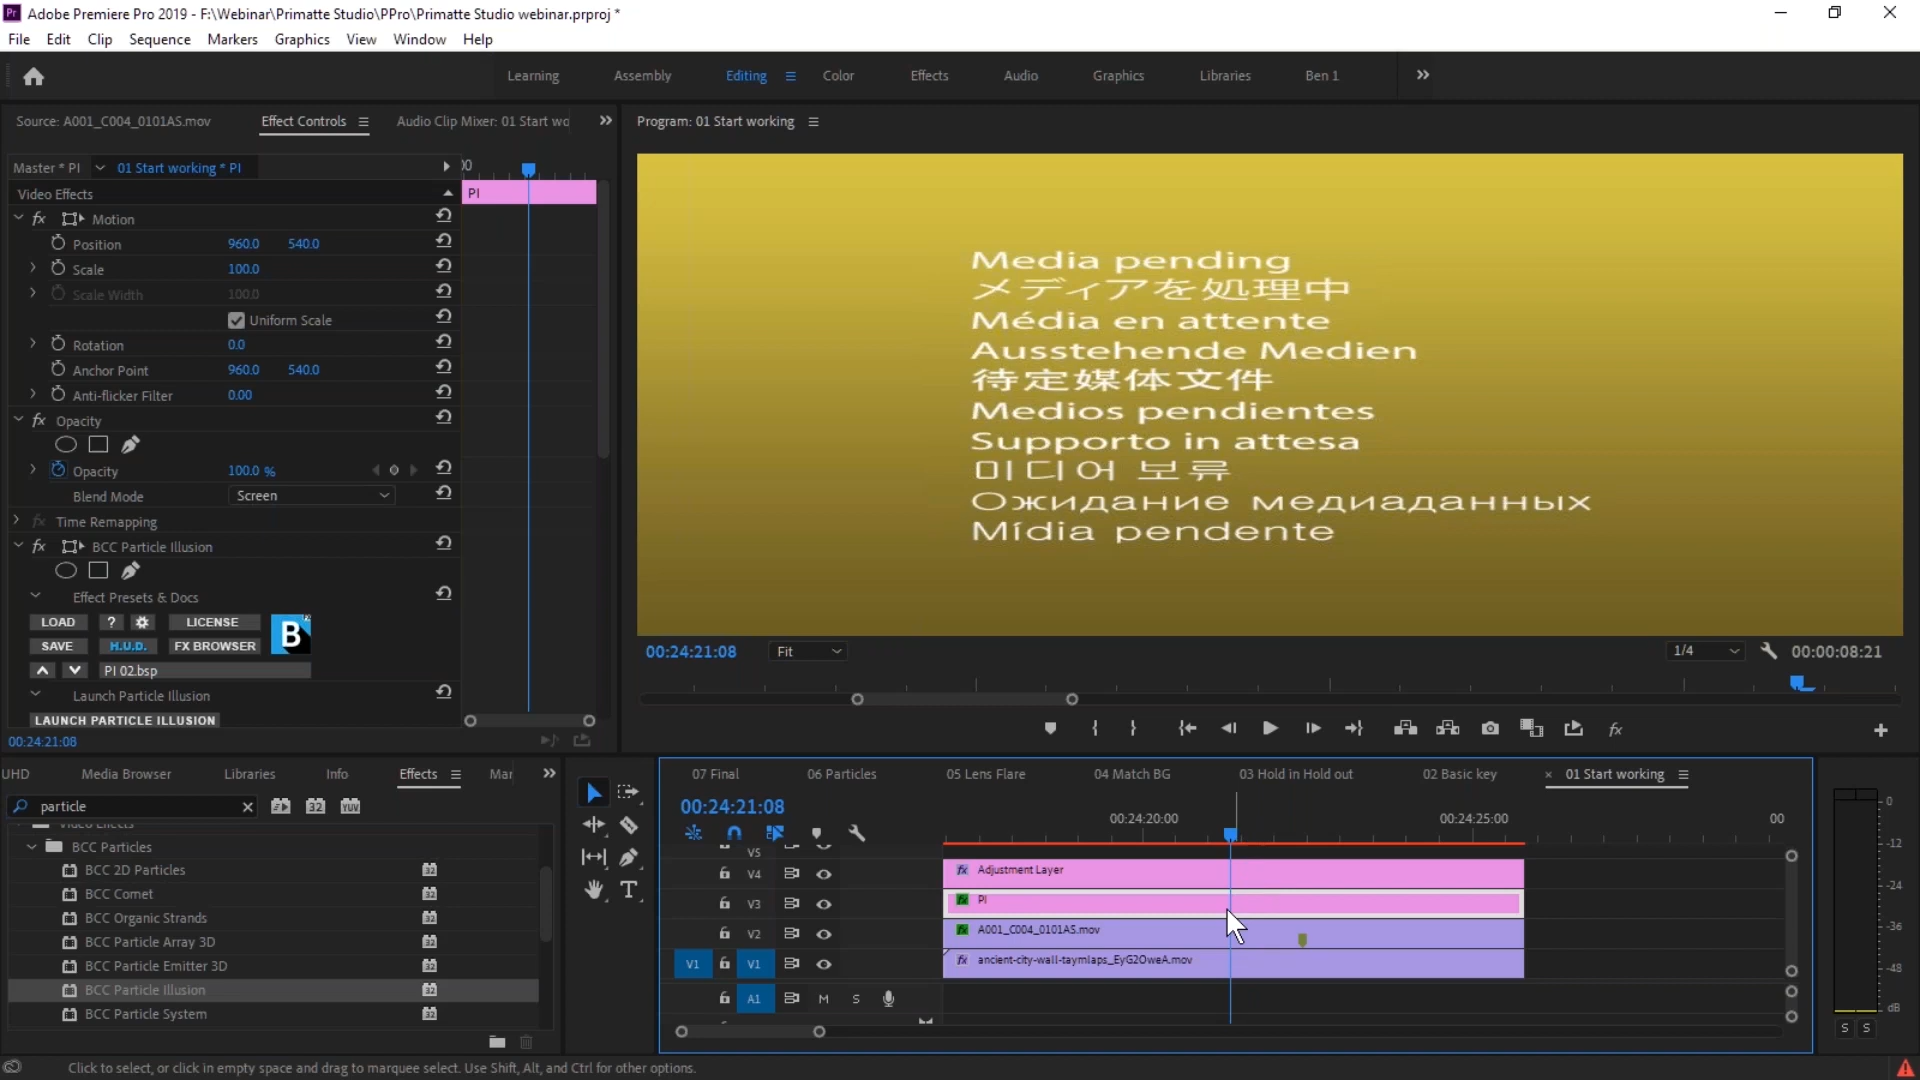 Adobe Premiere Pro 2019 - F:\Webinar\Primatte Studio\PPro\Primatte Studio webinar.prproj *
File Edit Clip Sequence Markers Graphics View Window Help
Learning Assembly Editing Color Effects Audio Graphics Libraries Ben 1
Source: A001_C004_0101AS.mov Effect Controls Audio Clip Mixer: 01 Start wo
Program: 01 Start working
Master * PI 01 Start working * PI
Video Effects
PI
Motion
Position 960.0 540.0
Scale 100.0
Scale Width 100.0
Uniform Scale
Rotation 0.0
Anchor Point 960.0 540.0
Anti-flicker Filter 0.00
Opacity
Opacity 100.0 %
Blend Mode Screen
Time Remapping
BCC Particle Illusion
Effect Presets & Docs
LOAD ? LICENSE
SAVE H.U.D. FX BROWSER
B
PI 02.bsp
Launch Particle Illusion
LAUNCH PARTICLE ILLUSION
00:24:21:08
Media pending
メディアを処理中
Média en attente
Ausstehende Medien
待定媒体文件
Medios pendientes
Supporto in attesa
미디어 보류
Ожидание медиаданных
Mídia pendente
00:24:21:08 Fit 1/4 00:00:08:21
UHD Media Browser Libraries Info Effects Mar
particle
Video Effects
BCC Particles
BCC 2D Particles
BCC Comet
BCC Organic Strands
BCC Particle Array 3D
BCC Particle Emitter 3D
BCC Particle Illusion
BCC Particle System
07 Final 06 Particles 05 Lens Flare 04 Match BG 03 Hold in Hold out 02 Basic key × 01 Start working
00:24:21:08
00:24:20:00 00:24:25:00 00
V5
V4 fx Adjustment Layer
V3 fx PI
V2 fx A001_C004_0101AS.mov
V1 V1 fx ancient-city-wall-taymlaps_EyG2OweA.mov
A1 M S
0
-12
-24
-36
-48
dB
S S
Click to select, or click in empty space and drag to marquee select. Use Shift, Alt, and Ctrl for other options.